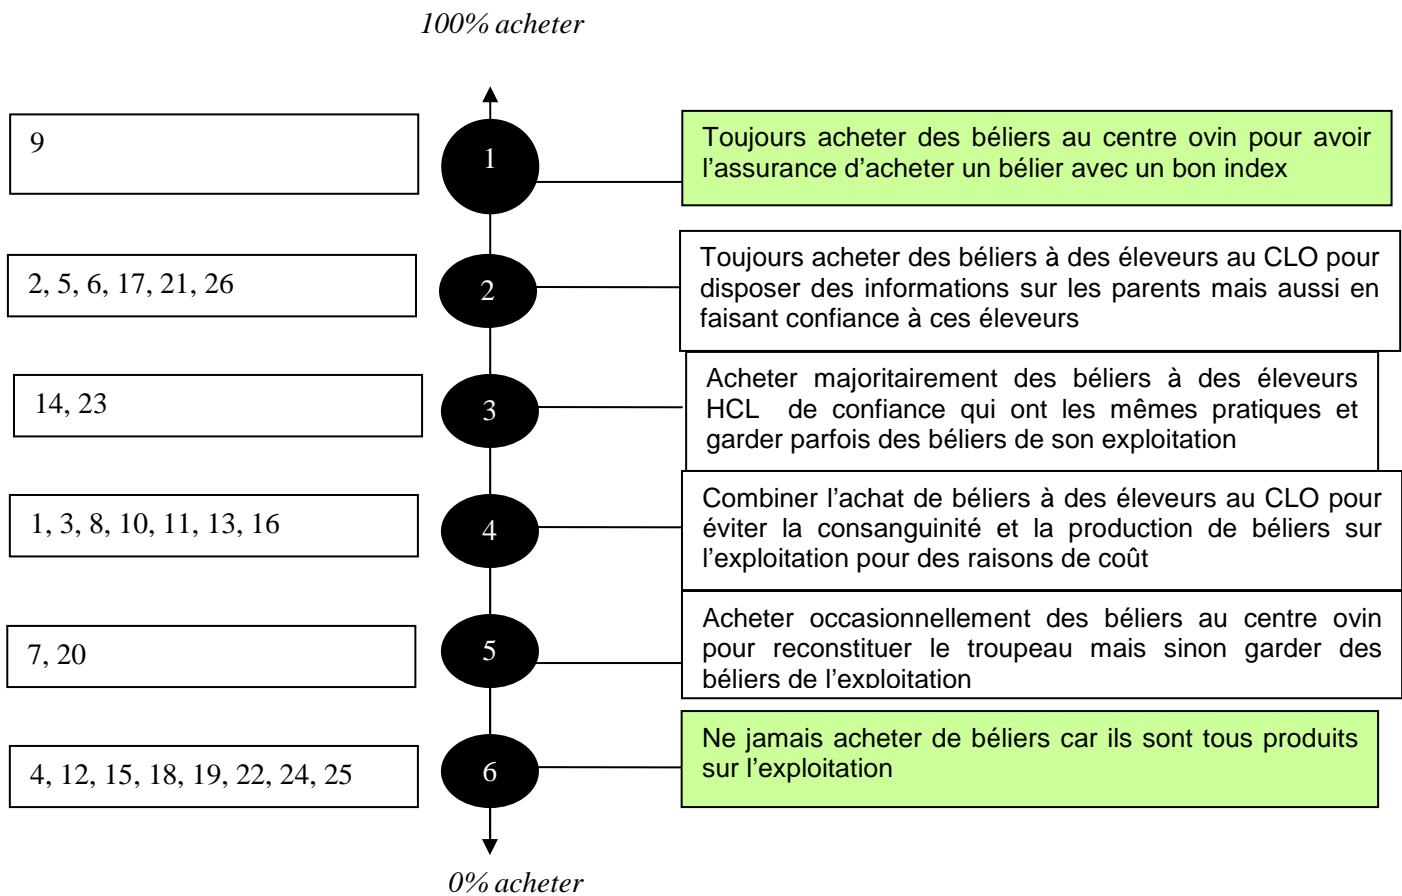 100% acheter
9
1
Toujours acheter des béliers au centre ovin pour avoir
l’assurance d’acheter un bélier avec un bon index
2, 5, 6, 17, 21, 26
2
Toujours acheter des béliers à des éleveurs au CLO pour
disposer des informations sur les parents mais aussi en
faisant confiance à ces éleveurs
14, 23
3
Acheter majoritairement des béliers à des éleveurs
HCL de confiance qui ont les mêmes pratiques et
garder parfois des béliers de son exploitation
1, 3, 8, 10, 11, 13, 16
4
Combiner l’achat de béliers à des éleveurs au CLO pour
éviter la consanguinité et la production de béliers sur
l’exploitation pour des raisons de coût
7, 20
5
Acheter occasionnellement des béliers au centre ovin
pour reconstituer le troupeau mais sinon garder des
béliers de l’exploitation
4, 12, 15, 18, 19, 22, 24, 25
6
Ne jamais acheter de béliers car ils sont tous produits
sur l’exploitation
0% acheter